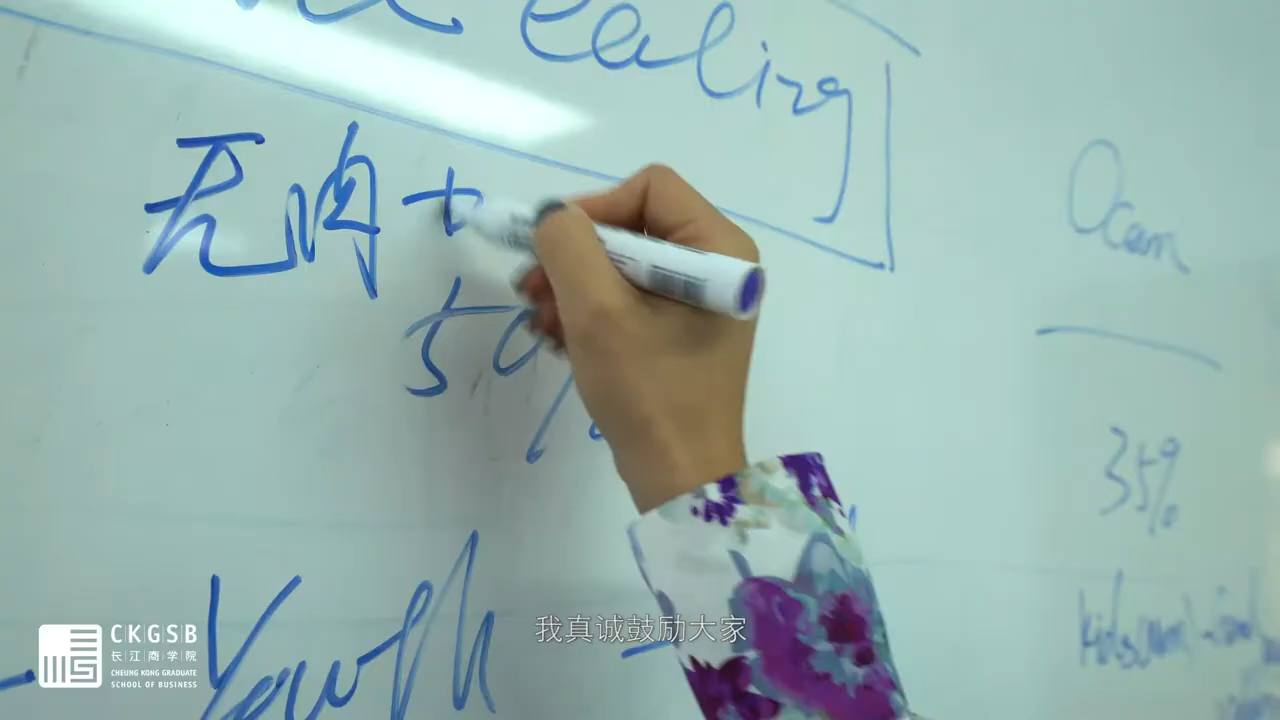 ealing
无肉+
50%
Youth
Ocean
35%
我真诚鼓励大家
CKGSB
长江商学院
CHEUNG KONG GRADUATE
SCHOOL OF BUSINESS